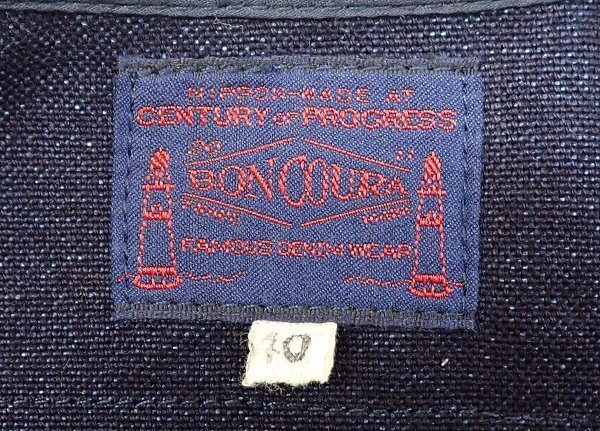 NIPPON-MADE AT
CENTURY OF PROGRESS
BONCOURA
FAMOUS DENIM WEAR
40